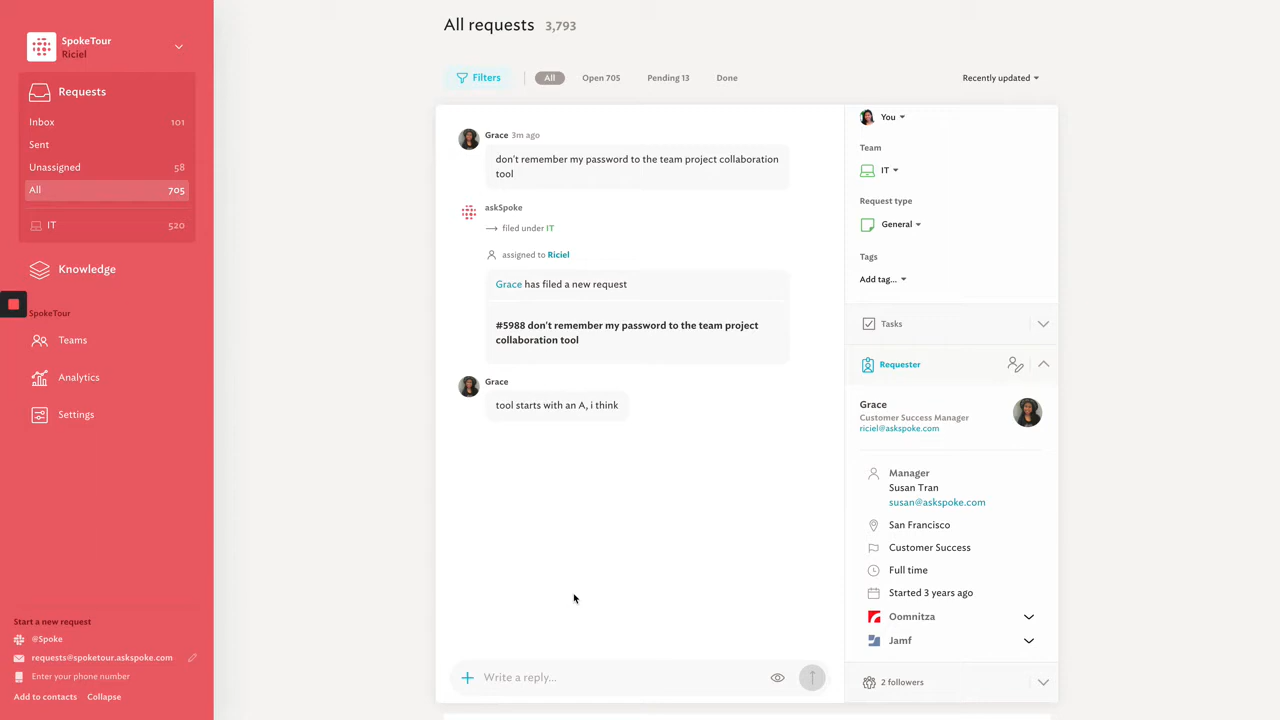 SpokeTour
Riciel
Requests
Inbox 101
Sent
Unassigned 58
All 705
IT 520
Knowledge
SpokeTour
Teams
Analytics
Settings
Start a new request
@Spoke
requests@spoketour.askspoke.com
Enter your phone number
Add to contacts Collapse
All requests 3,793
Filters All Open 705 Pending 13 Done Recently updated
Grace 3m ago
don't remember my password to the team project collaboration
tool
askSpoke
filed under IT
assigned to Riciel
Grace has filed a new request
#5988 don't remember my password to the team project
collaboration tool
Grace
tool starts with an A, i think
Write a reply...
You
Team
IT
Request type
General
Tags
Add tag...
Tasks
Requester
Grace
Customer Success Manager
riciel@askspoke.com
Manager
Susan Tran
susan@askspoke.com
San Francisco
Customer Success
Full time
Started 3 years ago
Oomnitza
Jamf
2 followers